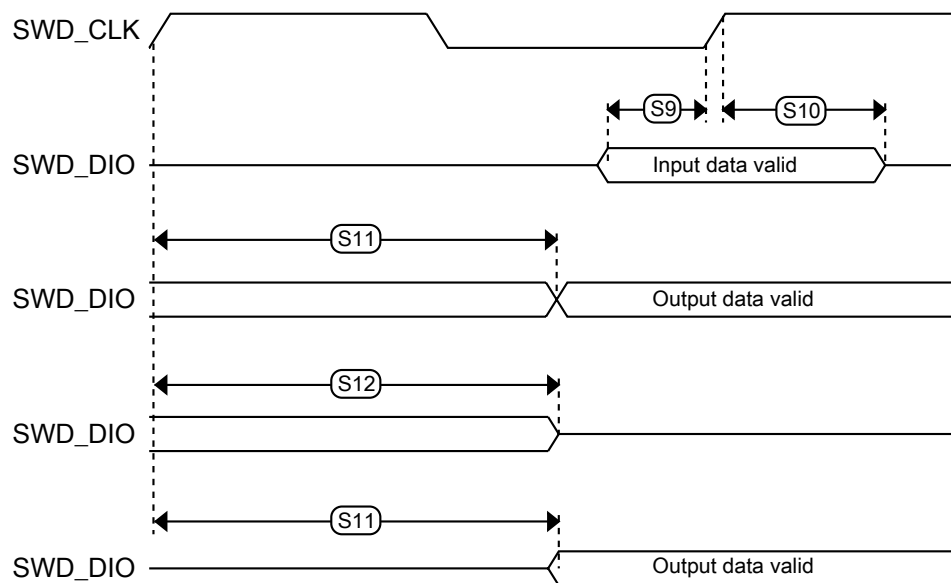 SWD_CLK
S9
S10
SWD_DIO
Input data valid
S11
SWD_DIO
Output data valid
S12
SWD_DIO
S11
SWD_DIO
Output data valid